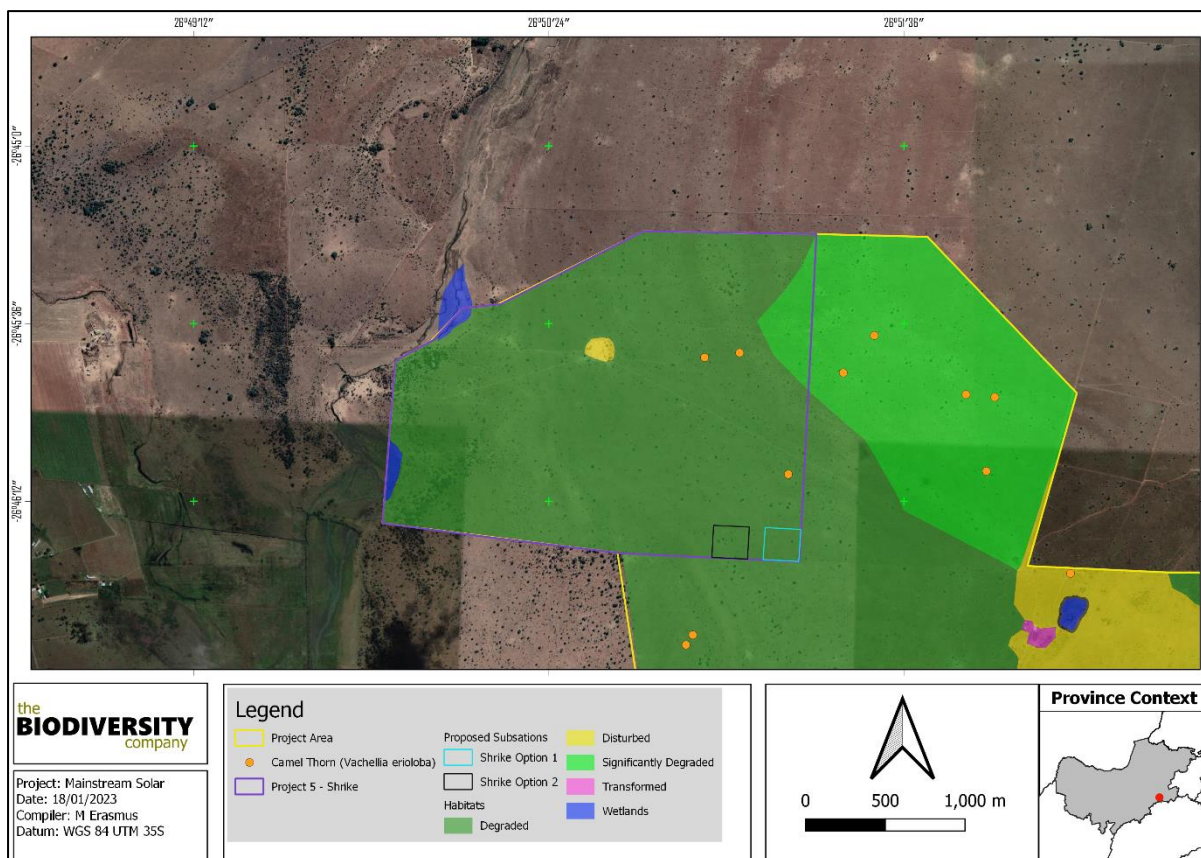 26°49'12"
26°50'24"
26°51'36"
-26°45'0"
-26°45'36"
-26°46'12"
the
BIODIVERSITY
company
Project: Mainstream Solar
Date: 18/01/2023
Compiler: M Erasmus
Datum: WGS 84 UTM 35S
Legend
Project Area
Camel Thorn (Vachellia erioloba)
Project 5 - Shrike
Proposed Subsations
Shrike Option 1
Shrike Option 2
Habitats
Degraded
Disturbed
Significantly Degraded
Transformed
Wetlands
0 500 1,000 m
Province Context